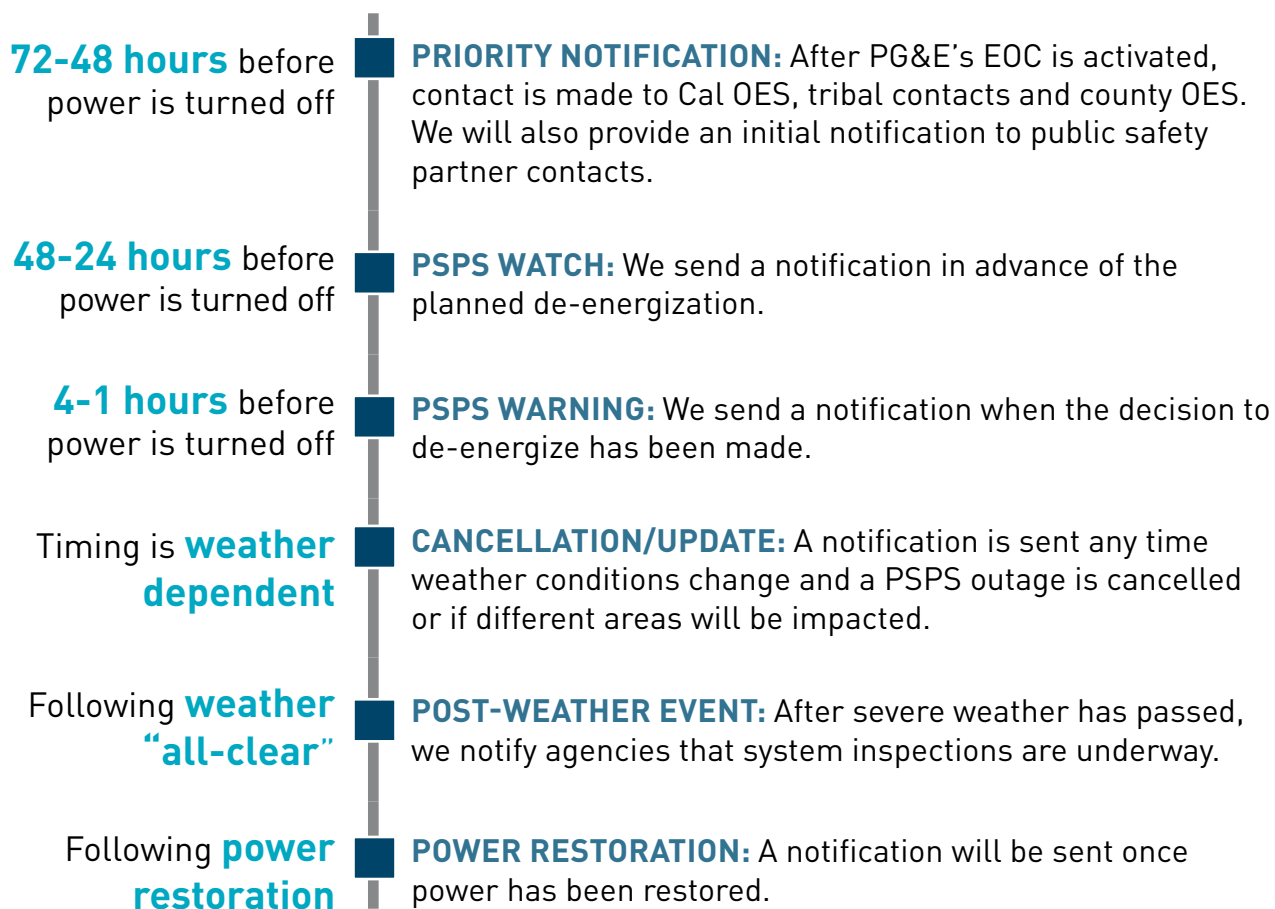 72-48 hours before
power is turned off
PRIORITY NOTIFICATION: After PG&E's EOC is activated,
contact is made to Cal OES, tribal contacts and county OES.
We will also provide an initial notification to public safety
partner contacts.
48-24 hours before
power is turned off
PSPS WATCH: We send a notification in advance of the
planned de-energization.
4-1 hours before
power is turned off
PSPS WARNING: We send a notification when the decision to
de-energize has been made.
Timing is weather
dependent
CANCELLATION/UPDATE: A notification is sent any time
weather conditions change and a PSPS outage is cancelled
or if different areas will be impacted.
Following weather
“all-clear”
POST-WEATHER EVENT: After severe weather has passed,
we notify agencies that system inspections are underway.
Following power
restoration
POWER RESTORATION: A notification will be sent once
power has been restored.